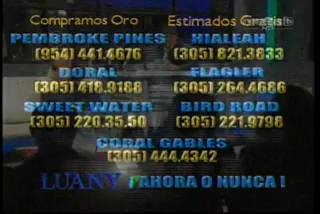 Compramos Oro Estimados Gratis
PEMBROKE PINES HIALEAH
(954) 441.4676 (305) 821.3833
DORAL FLAGLER
(305) 418.9188 (305) 264.4686
SWEET WATER BIRD ROAD
(305) 220.35.50 (305) 221.9798
CORAL GABLES
(305) 444.4342
LUANY ¡AHORA O NUNCA!